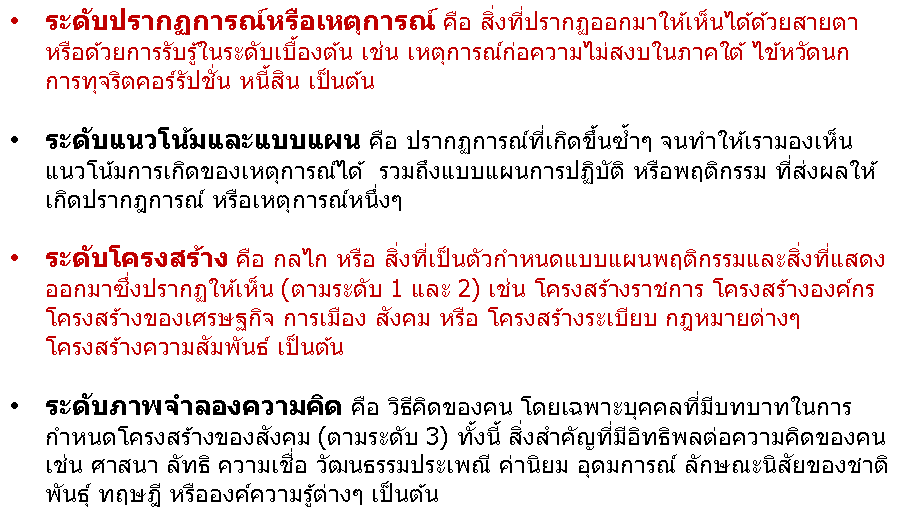 • ระดับปรากฏการณ์หรือเหตุการณ์ คือ สิ่งที่ปรากฏออกมาให้เห็นได้ด้วยสายตา
หรือด้วยการรับรู้ในระดับเบื้องต้น เช่น เหตุการณ์ก่อความไม่สงบในภาคใต้ ไข้หวัดนก
การทุจริตคอร์รัปชั่น หนี้สิน เป็นต้น
• ระดับแนวโน้มและแบบแผน คือ ปรากฏการณ์ที่เกิดขึ้นซ้ำๆ จนทำให้เรามองเห็น
แนวโน้มการเกิดของเหตุการณ์ได้ รวมถึงแบบแผนการปฏิบัติ หรือพฤติกรรม ที่ส่งผลให้
เกิดปรากฎการณ์ หรือเหตุการณ์หนึ่งๆ
• ระดับโครงสร้าง คือ กลไก หรือ สิ่งที่เป็นตัวกำหนดแบบแผนพฤติกรรมและสิ่งที่แสดง
ออกมาซึ่งปรากฏให้เห็น (ตามระดับ 1 และ 2) เช่น โครงสร้างราชการ โครงสร้างองค์กร
โครงสร้างของเศรษฐกิจ การเมือง สังคม หรือ โครงสร้างระเบียบ กฎหมายต่างๆ
โครงสร้างความสัมพันธ์ เป็นต้น
• ระดับภาพจำลองความคิด คือ วิธีคิดของคน โดยเฉพาะบุคคลที่มีบทบาทในการ
กำหนดโครงสร้างของสังคม (ตามระดับ 3) ทั้งนี้ สิ่งสำคัญที่มีอิทธิพลต่อความคิดของคน
เช่น ศาสนา ลัทธิ ความเชื่อ วัฒนธรรมประเพณี ค่านิยม อุดมการณ์ ลักษณะนิสัยของชาติ
พันธุ์ ทฤษฎี หรือองค์ความรู้ต่างๆ เป็นต้น